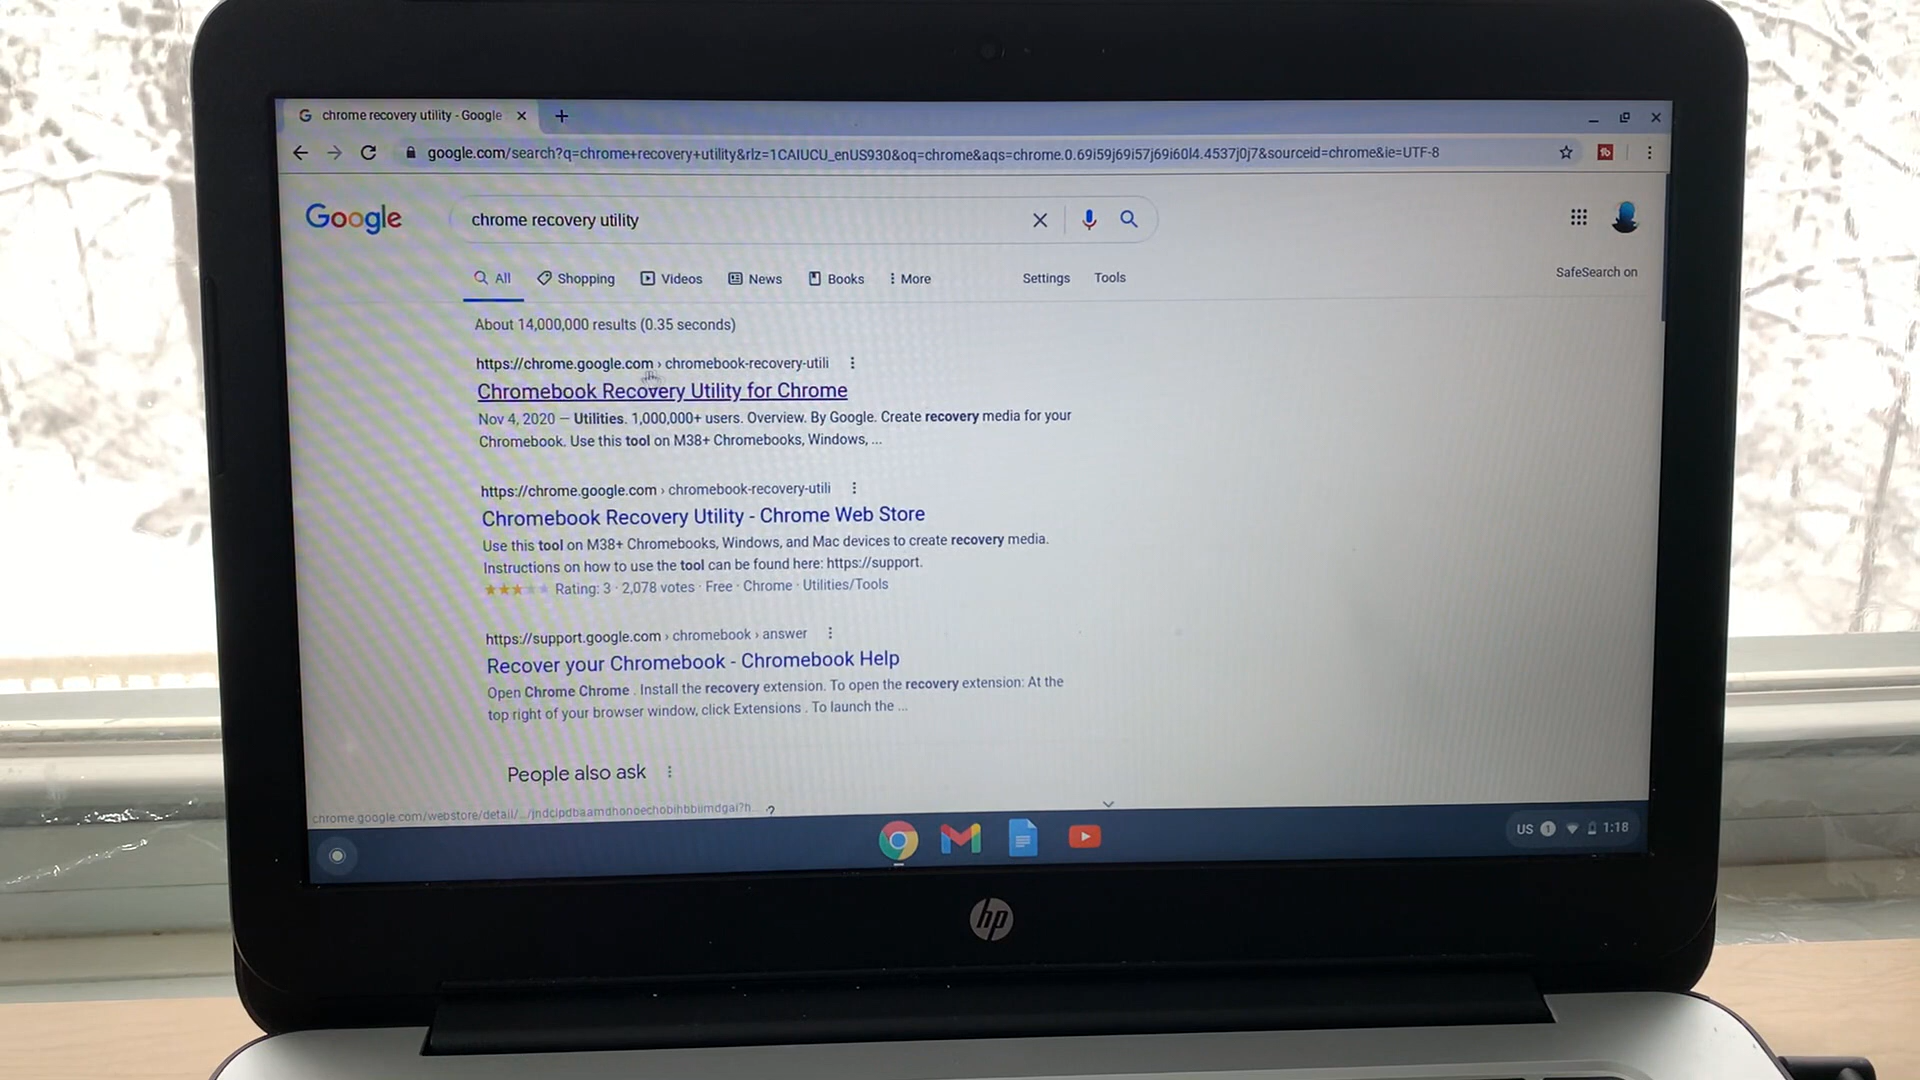 chrome recovery utility - Google
google.com/search?q=chrome+recovery+utility&rlz=1CAIUCU_enUS930&oq=chrome&aqs=chrome.0.69i59j69i57j69i60l4.4537j0j7&sourceid=chrome&ie=UTF-8
Google
chrome recovery utility
All Shopping Videos News Books More Settings Tools
SafeSearch on
About 14,000,000 results (0.35 seconds)
https://chrome.google.com › chromebook-recovery-utili
Chromebook Recovery Utility for Chrome
Nov 4, 2020 — Utilities. 1,000,000+ users. Overview. By Google. Create recovery media for your
Chromebook. Use this tool on M38+ Chromebooks, Windows, ...
https://chrome.google.com › chromebook-recovery-utili
Chromebook Recovery Utility - Chrome Web Store
Use this tool on M38+ Chromebooks, Windows, and Mac devices to create recovery media.
Instructions on how to use the tool can be found here: https://support.
Rating: 3 · 2,078 votes · Free · Chrome · Utilities/Tools
https://support.google.com › chromebook › answer
Recover your Chromebook - Chromebook Help
Open Chrome Chrome . Install the recovery extension. To open the recovery extension: At the
top right of your browser window, click Extensions . To launch the ...
People also ask
US 1 1:18
hp